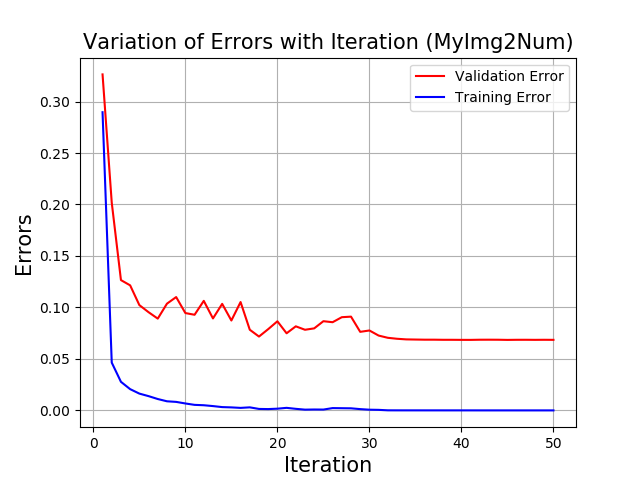 Variation of Errors with Iteration (MyImg2Num)
Validation Error
Training Error
0.30
0.25
0.20
0.15
0.10
0.05
0.00
Errors
0 10 20 30 40 50
Iteration